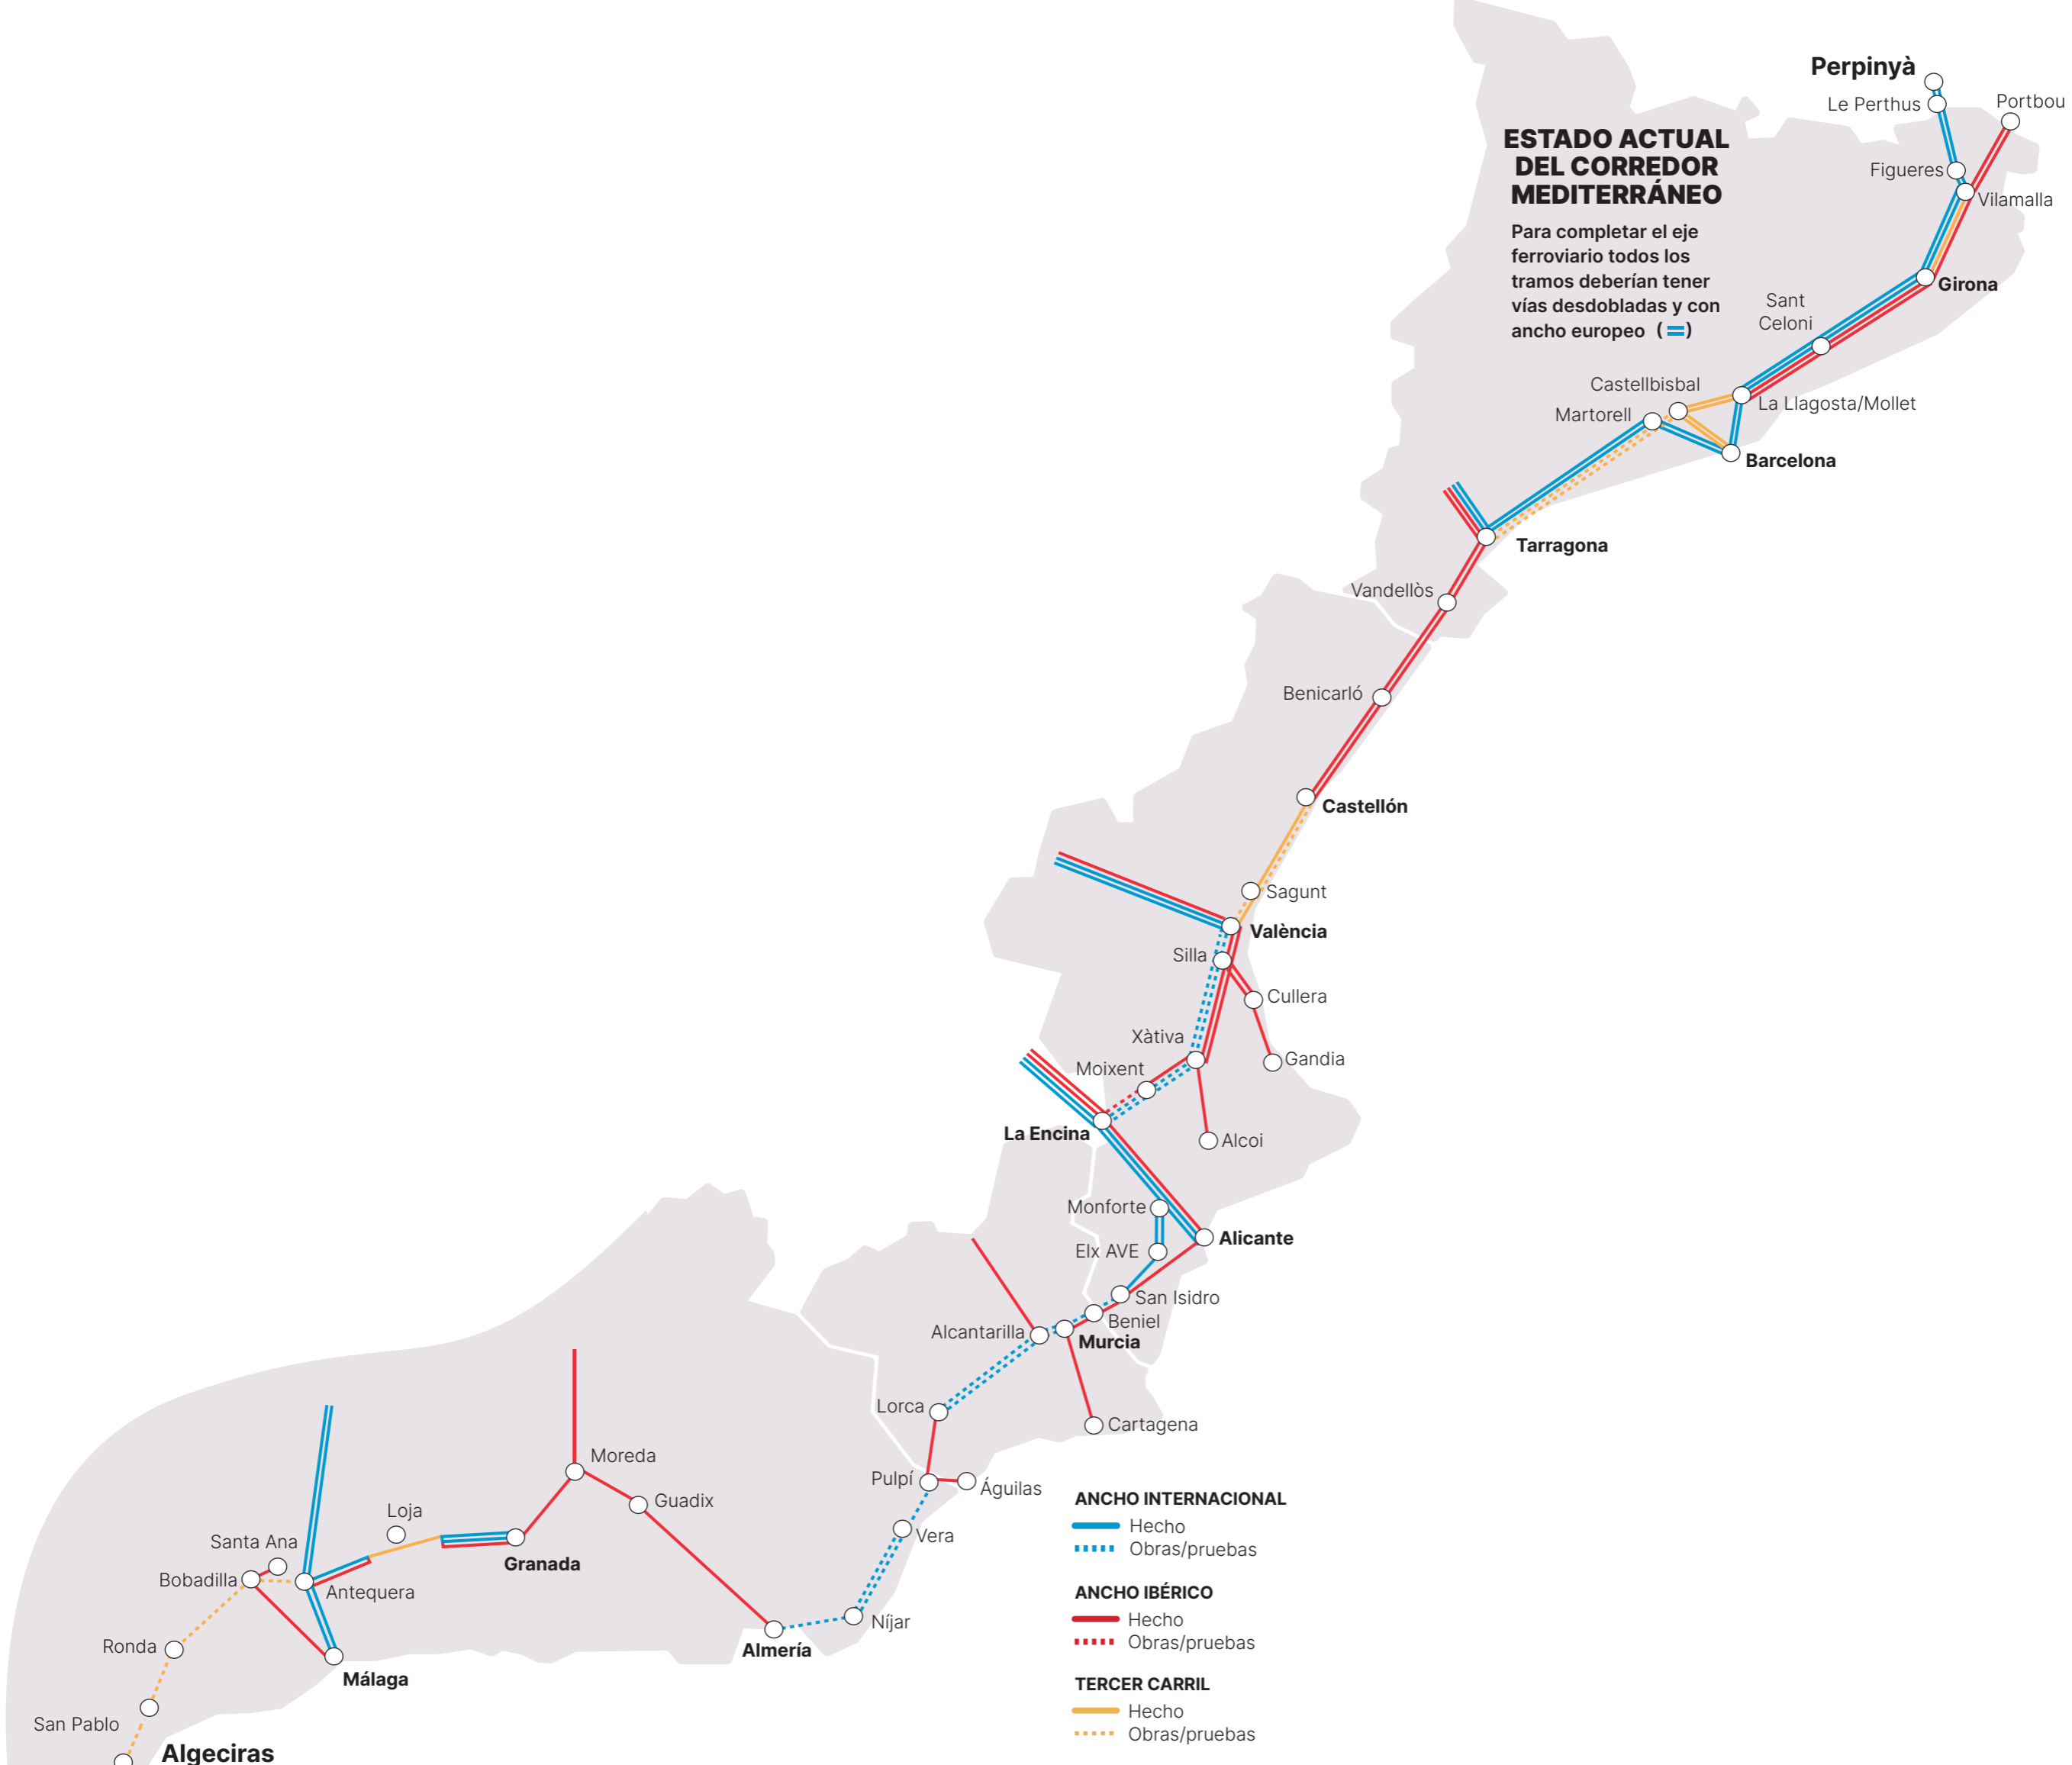 Perpinyà
Le Perthus
Portbou
ESTADO ACTUAL
DEL CORREDOR
MEDITERRÁNEO
Figueres
Vilamalla
Para completar el eje
ferroviario todos los
tramos deberían tener
vías desdobladas y con
ancho europeo (=)
Girona
Sant
Celoni
Castellbisbal
La Llagosta/Mollet
Martorell
Barcelona
Tarragona
Vandellòs
Benicarló
Castellón
Sagunt
València
Silla
Cullera
Xàtiva
Gandia
Moixent
La Encina
Alcoi
Monforte
Alicante
Elx AVE
San Isidro
Beniel
Alcantarilla
Murcia
Lorca
Cartagena
Moreda
Pulpí
Águilas
Guadix
Loja
Vera
Santa Ana
Granada
Bobadilla
Antequera
Níjar
Ronda
Almería
Málaga
San Pablo
Algeciras
ANCHO INTERNACIONAL
Hecho
Obras/pruebas
ANCHO IBÉRICO
Hecho
Obras/pruebas
TERCER CARRIL
Hecho
Obras/pruebas